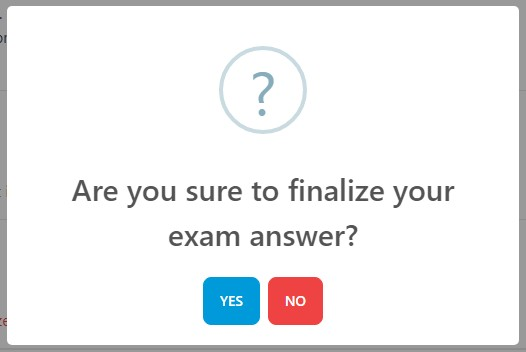 ?
Are you sure to finalize your
exam answer?
YES NO